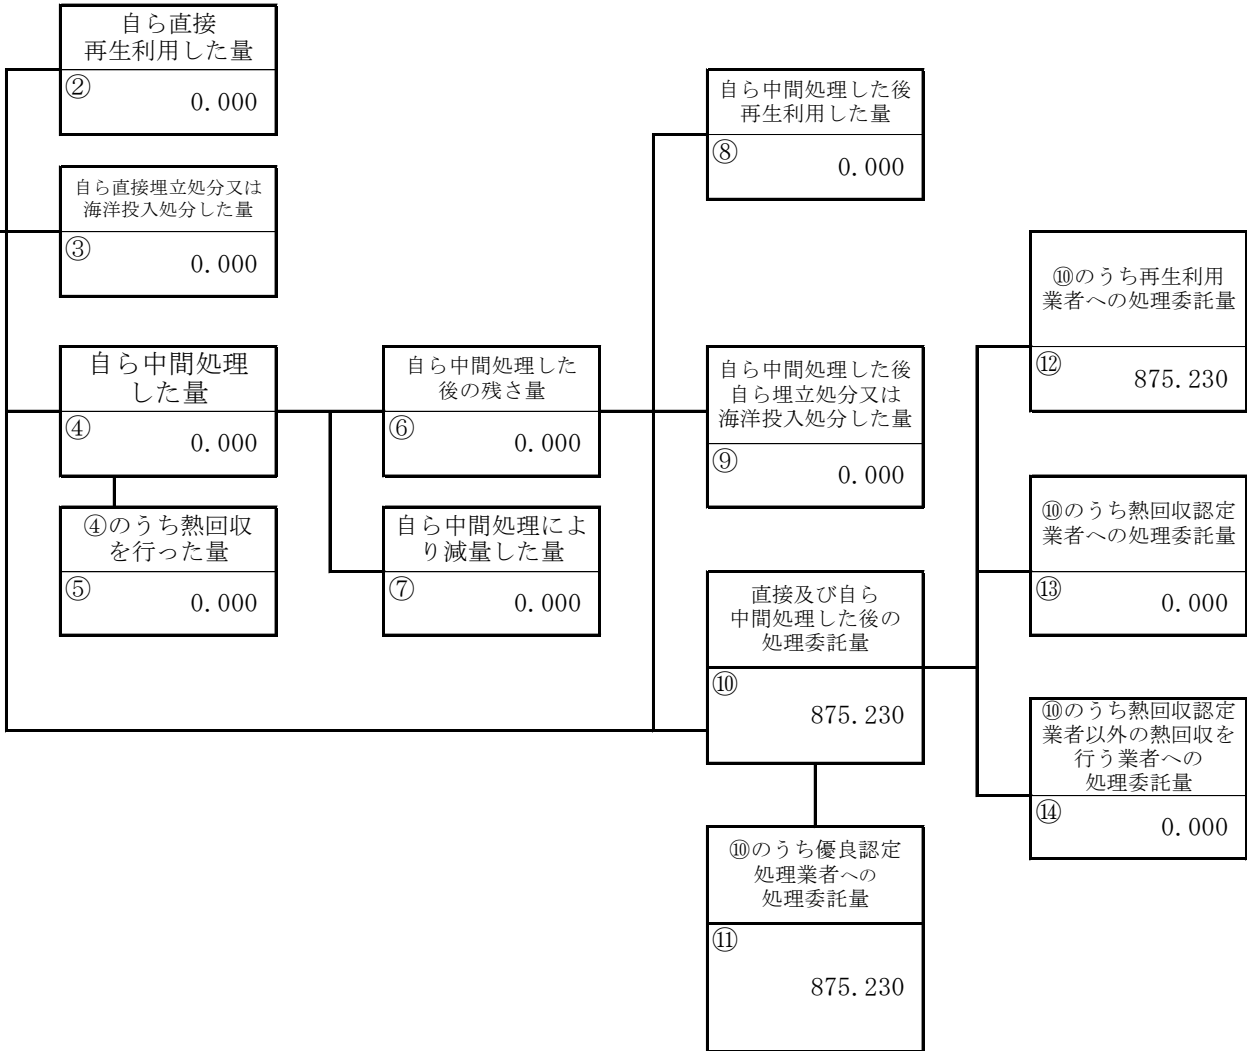 自ら直接
再生利用した量
②
0.000
自ら直接埋立処分又は
海洋投入処分した量
③
0.000
自ら中間処理
した量
④
0.000
④のうち熱回収
を行った量
⑤
0.000
自ら中間処理した
後の残さ量
⑥
0.000
自ら中間処理によ
り減量した量
⑦
0.000
自ら中間処理した後
再生利用した量
⑧
0.000
自ら中間処理した後
自ら埋立処分又は
海洋投入処分した量
⑨
0.000
直接及び自ら
中間処理した後の
処理委託量
⑩
875.230
⑩のうち優良認定
処理業者への
処理委託量
⑪
875.230
⑩のうち再生利用
業者への処理委託量
⑫
875.230
⑩のうち熱回収認定
業者への処理委託量
⑬
0.000
⑩のうち熱回収認定
業者以外の熱回収を
行う業者への
処理委託量
⑭
0.000